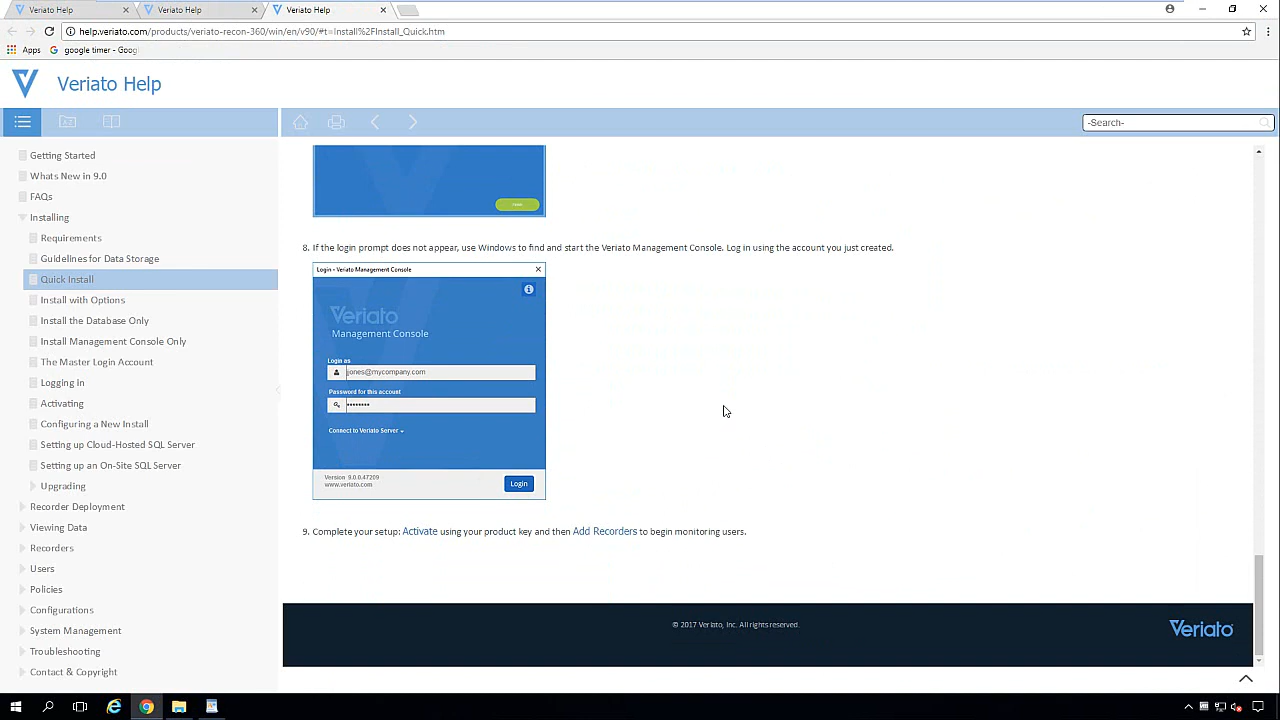 Veriato Help
Veriato Help
Veriato Help
help.veriato.com/products/veriato-recon-360/win/en/v90/#t=Install%2FInstall_Quick.htm
Apps
google timer - Goog
Veriato Help
-Search-
Getting Started
Whats New in 9.0
FAQs
Installing
Requirements
Guidelines for Data Storage
Quick Install
Install with Options
Install the Database Only
Install Management Console Only
The Master Login Account
Logging In
Activating
Configuring a New Install
Setting up Cloud-Hosted SQL Server
Setting up an On-Site SQL Server
Upgrading
Recorder Deployment
Viewing Data
Recorders
Users
Policies
Configurations
System Management
Troubleshooting
Contact & Copyright
8. If the login prompt does not appear, use Windows to find and start the Veriato Management Console. Log in using the account you just created.
Login - Veriato Management Console
Veriato
Management Console
Login as
jones@mycompany.com
Password for this account
Connect to Veriato Server
Version 9.0.0.47209
www.veriato.com
Login
9. Complete your setup: Activate using your product key and then Add Recorders to begin monitoring users.
© 2017 Veriato, Inc. All rights reserved.
Veriato